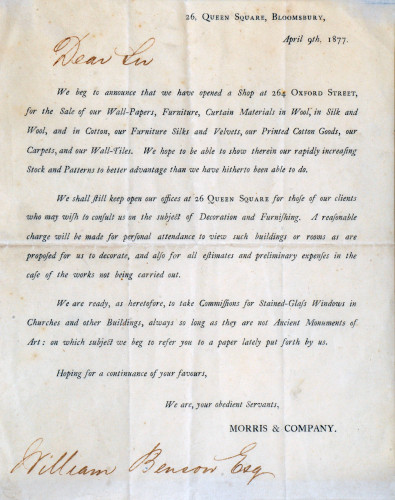 26, Queen Square, Bloomsbury,
April 9th, 1877.
Dear Sir
We beg to announce that we have opened a Shop at 264 Oxford Street,
for the Sale of our Wall-Papers, Furniture, Curtain Materials in Wool, in Silk and
Wool, and in Cotton, our Furniture Silks and Velvets, our Printed Cotton Goods, our
Carpets, and our Wall-Tiles. We hope to be able to show therein our rapidly increaſing
Stock and Patterns to better advantage than we have hitherto been able to do.
We ſhall ſtill keep open our offices at 26 Queen Square for thoſe of our clients
who may wiſh to conſult us on the subject of Decoration and Furniſhing. A reaſonable
charge will be made for perſonal attendance to view such buildings or rooms as are
propoſed for us to decorate, and alſo for all eſtimates and preliminary expenſes in the
caſe of the works not being carried out.
We are ready, as heretofore, to take Commiſſions for Stained-Glaſs Windows in
Churches and other Buildings, always so long as they are not Ancient Monuments of
Art: on which subject we beg to refer you to a paper lately put forth by us.
Hoping for a continuance of your favours,
We are, your obedient Servants,
MORRIS & COMPANY.
William Benson Esq